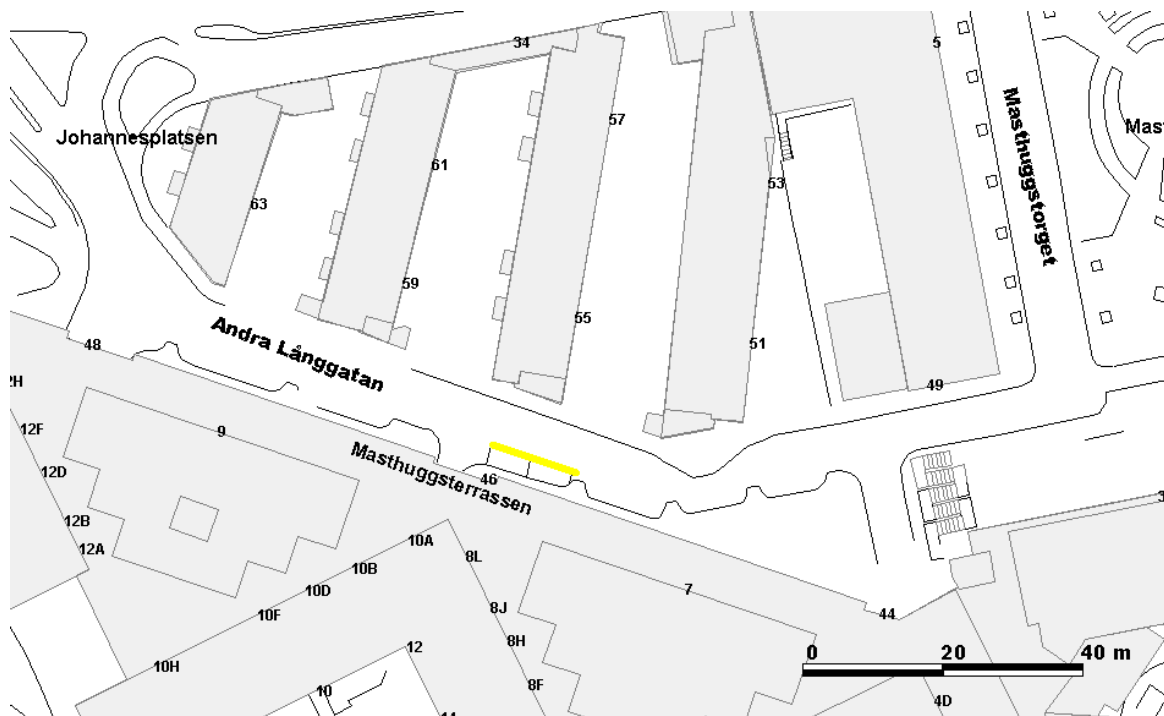 34
5
57
Masthuggstorget
Mast
Johannesplatsen
61
53
63
59
55
51
Andra Långgatan
48
49
2H
12F
9
Masthuggsterrassen
46
12D
12B
12A
10A
8L
10B
10D
7
8J
10F
44
8H
12
10H
8F
10
0 20 40 m
4D